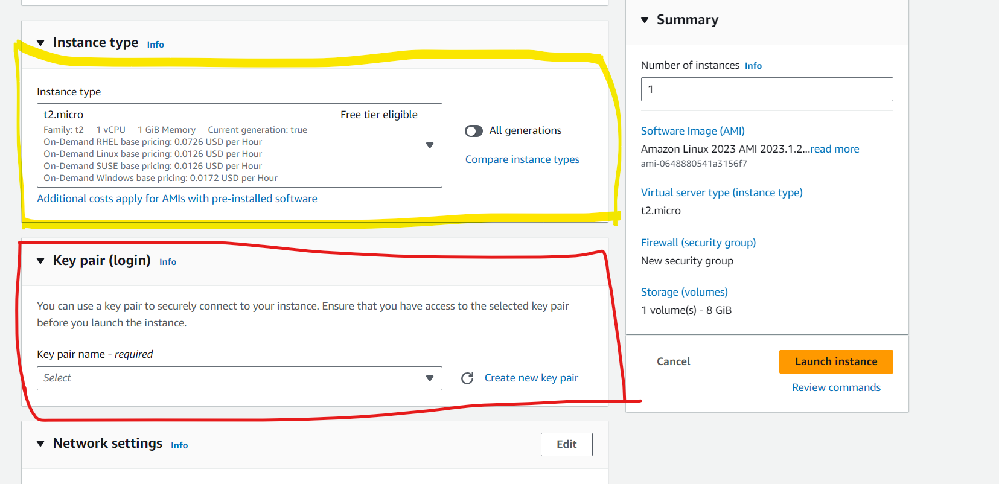 Instance type Info
Instance type
t2.micro Free tier eligible
Family: t2 1 vCPU 1 GiB Memory Current generation: true
On-Demand RHEL base pricing: 0.0726 USD per Hour
On-Demand Linux base pricing: 0.0126 USD per Hour
On-Demand SUSE base pricing: 0.0126 USD per Hour
On-Demand Windows base pricing: 0.0172 USD per Hour
All generations
Compare instance types
Additional costs apply for AMIs with pre-installed software
Key pair (login) Info
You can use a key pair to securely connect to your instance. Ensure that you have access to the selected key pair
before you launch the instance.
Key pair name - required
Select
Create new key pair
Network settings Info
Edit
Summary
Number of instances Info
1
Software Image (AMI)
Amazon Linux 2023 AMI 2023.1.2...read more
ami-0648880541a3156f7
Virtual server type (instance type)
t2.micro
Firewall (security group)
New security group
Storage (volumes)
1 volume(s) - 8 GiB
Cancel
Launch instance
Review commands